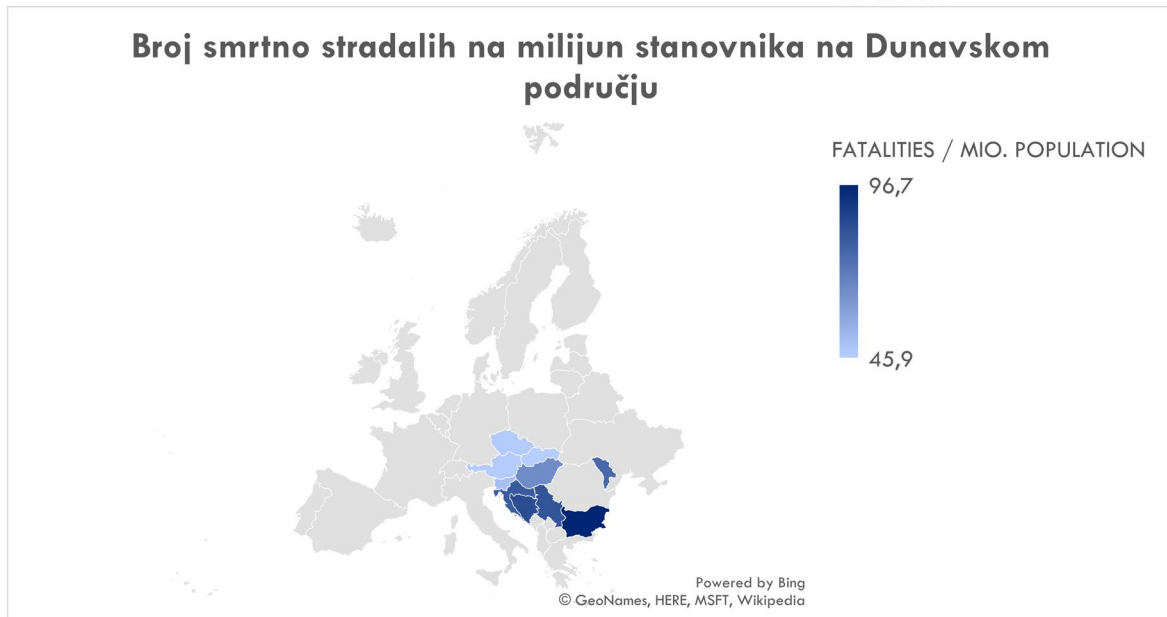 Broj smrtno stradalih na milijun stanovnika na Dunavskom
području
FATALITIES / MIO. POPULATION
96,7
45,9
Powered by Bing
© GeoNames, HERE, MSFT, Wikipedia